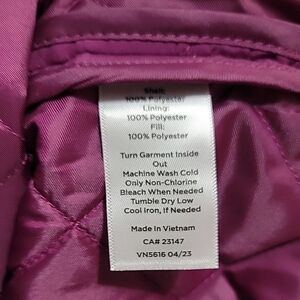 Shell:
100% Polyester
Lining:
100% Polyester
Fill:
100% Polyester
Turn Garment Inside
Out
Machine Wash Cold
Only Non-Chlorine
Bleach When Needed
Tumble Dry Low
Cool Iron, If Needed
Made In Vietnam
CA# 23147
VN5616 04/23